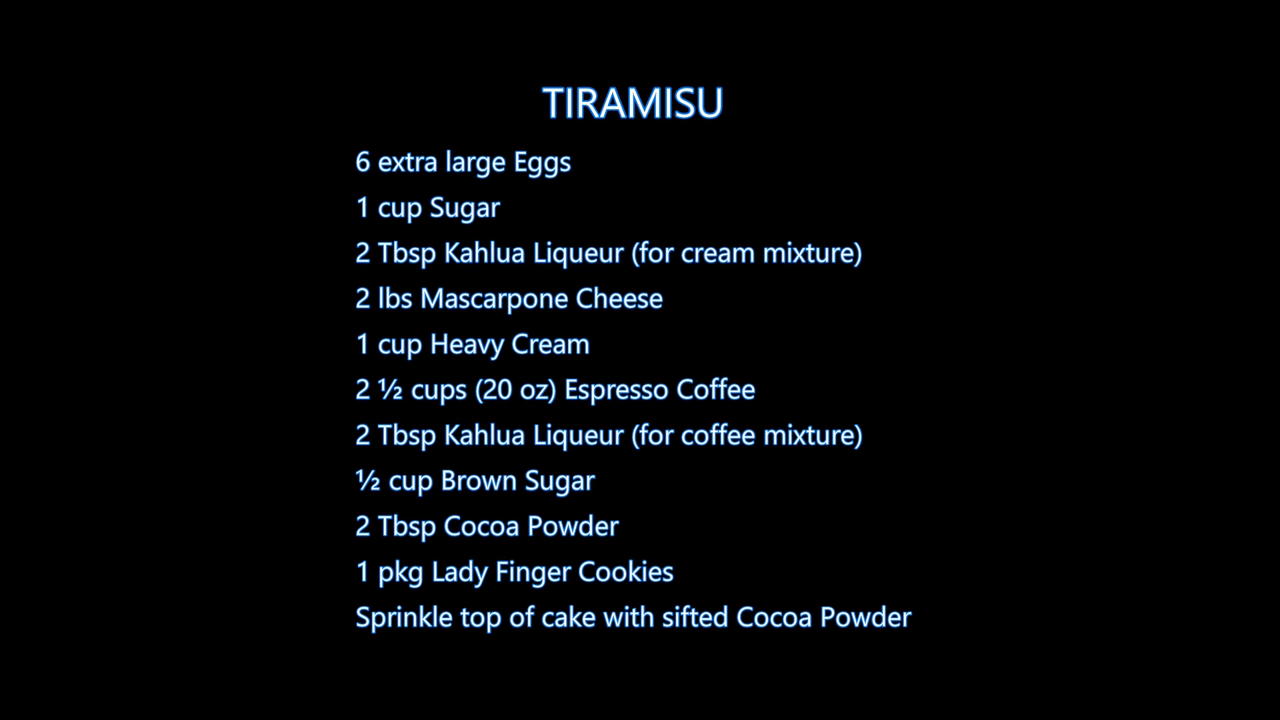 TIRAMISU
6 extra large Eggs
1 cup Sugar
2 Tbsp Kahlua Liqueur (for cream mixture)
2 lbs Mascarpone Cheese
1 cup Heavy Cream
2 ½ cups (20 oz) Espresso Coffee
2 Tbsp Kahlua Liqueur (for coffee mixture)
½ cup Brown Sugar
2 Tbsp Cocoa Powder
1 pkg Lady Finger Cookies
Sprinkle top of cake with sifted Cocoa Powder